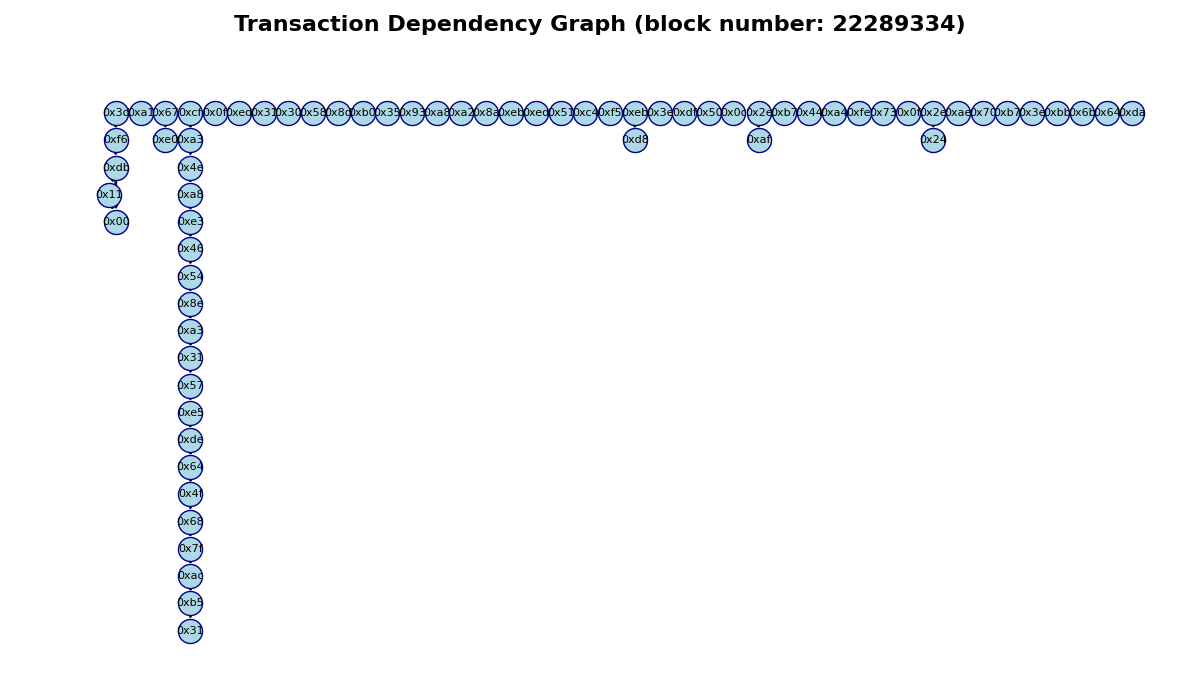 Transaction Dependency Graph (block number: 22289334)
0x3d 0xa1 0x67 0xcf 0x0f 0xed 0x31 0x30 0x58 0x8d 0xb0 0x35 0x93 0xa8 0xa2 0x8a 0xeb 0xed 0x51 0xc4 0xf5 0xeb 0x3e 0xdf 0x50 0x0c 0x2e 0xb7 0x44 0xa4 0xfe 0x73 0x0f 0x2e 0xae 0x70 0xb7 0x3e 0xbb 0x6b 0x64 0xda
0xf6 0xe0 0xa3 0xd8 0xaf 0x24
0xdb 0x4e
0x11 0xa8
0x00 0xe3
0x46
0x54
0x8e
0xa3
0x31
0x57
0xe5
0xde
0x64
0x4f
0x68
0x7f
0xac
0xb5
0x31